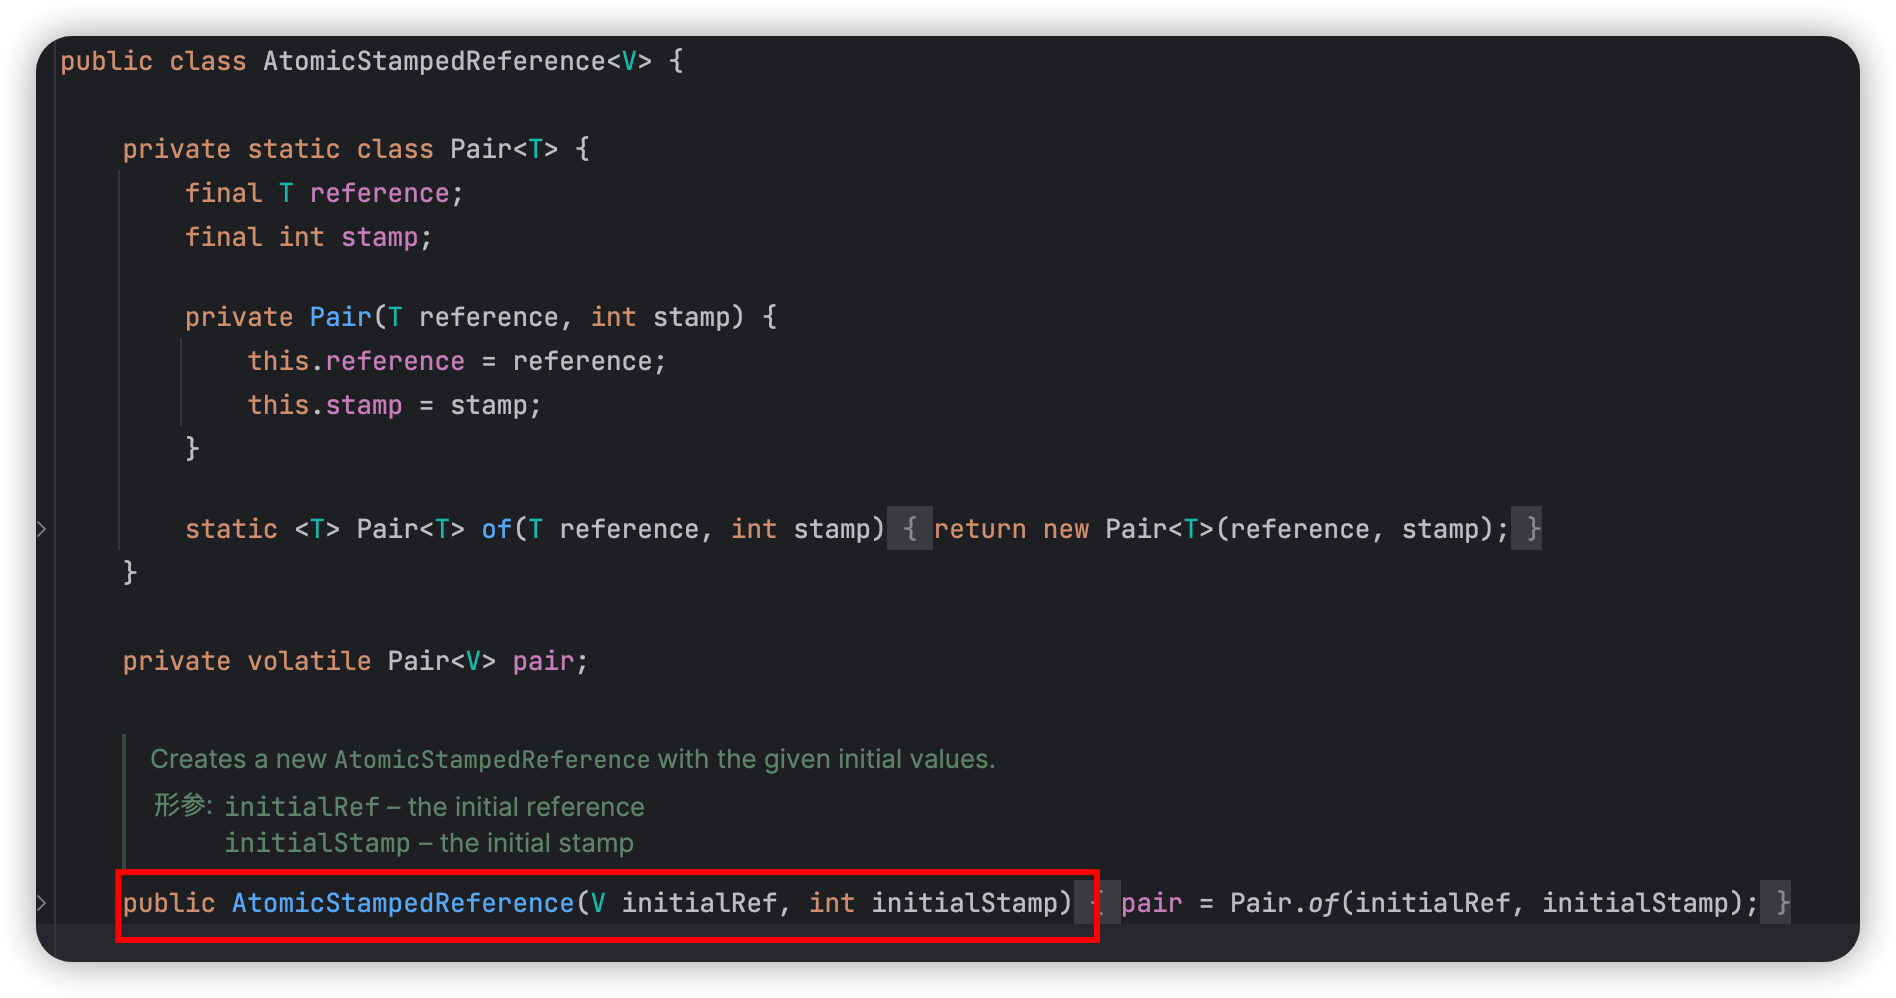 public class AtomicStampedReference<V> {
private static class Pair<T> {
final T reference;
final int stamp;
private Pair(T reference, int stamp) {
this.reference = reference;
this.stamp = stamp;
}
static <T> Pair<T> of(T reference, int stamp) { return new Pair<T>(reference, stamp); }
}
private volatile Pair<V> pair;
Creates a new AtomicStampedReference with the given initial values.
形参: initialRef – the initial reference
initialStamp – the initial stamp
public AtomicStampedReference(V initialRef, int initialStamp) { pair = Pair.of(initialRef, initialStamp); }